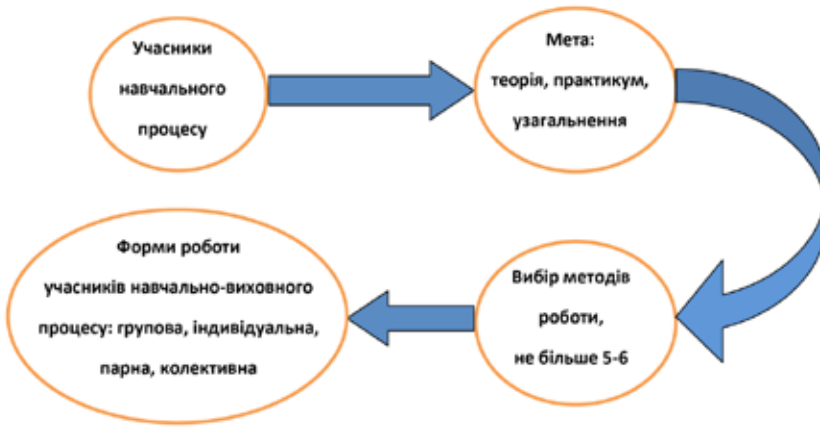 Учасники
навчального
процесу
Мета:
теорія, практикум,
узагальнення
Вибір методів
роботи,
не більше 5-6
Форми роботи
учасників навчально-виховного
процесу: групова, індивідуальна,
парна, колективна